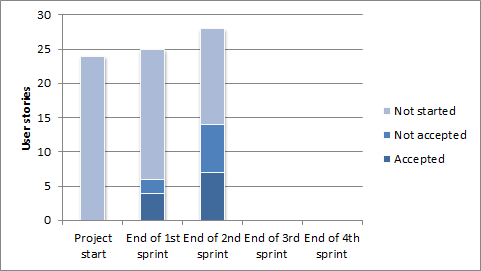 30
25
20
15
10
5
0
User stories
Project start
End of 1st sprint
End of 2nd sprint
End of 3rd sprint
End of 4th sprint
Not started
Not accepted
Accepted